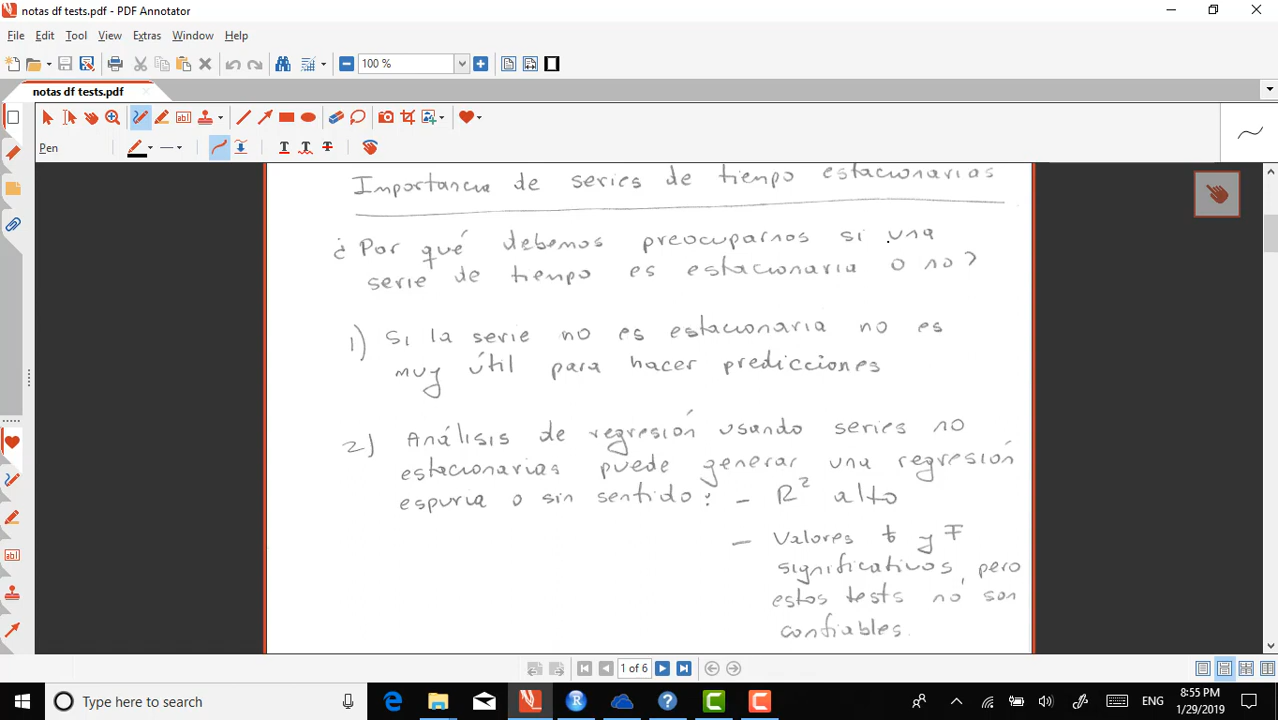 notas df tests.pdf - PDF Annotator
File Edit Tool View Extras Window Help
100 %
notas df tests.pdf
Pen
Importancia de series de tiempo estacionarias
¿Por qué debemos preocuparnos si una
serie de tiempo es estacionaria o no?
1) Si la serie no es estacionaria no es
muy útil para hacer predicciones
2) Análisis de regresión usando series no
estacionarias puede generar una regresión
espuria o sin sentido: - R² alto
- Valores t y F
significativos, pero
estos tests no son
confiables.
1 of 6
Type here to search
ENG
8:55 PM
1/29/2019